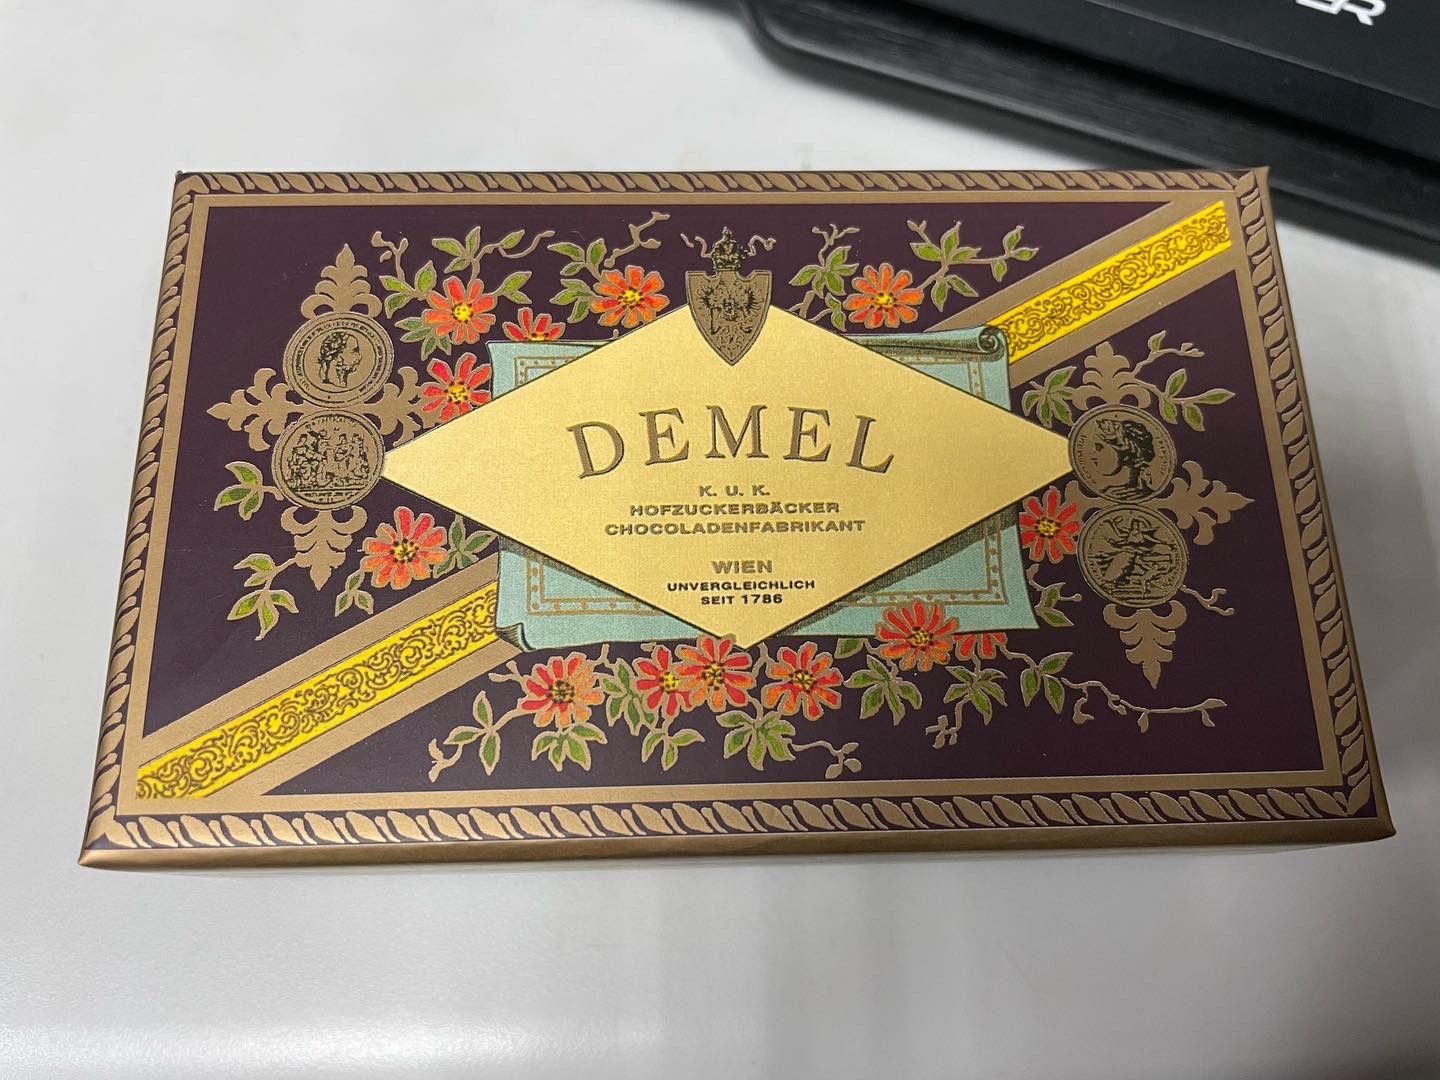 DEMEL
K. U. K.
HOFZUCKERBÄCKER
CHOCOLADENFABRIKANT
WIEN
UNVERGLEICHLICH
SEIT 1786